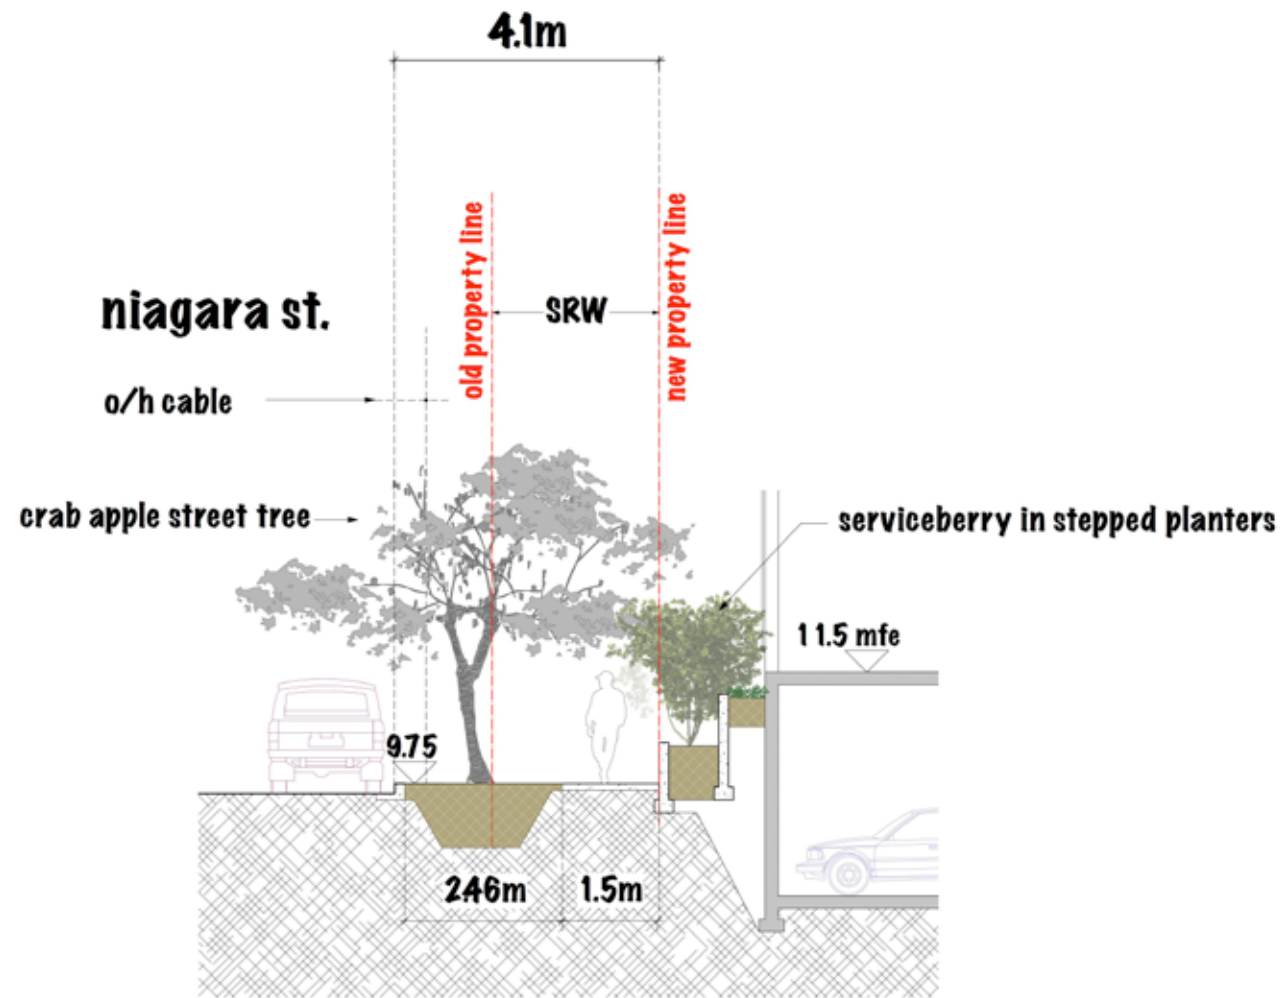 4.1m
old property line
new property line
SRW
niagara st.
o/h cable
crab apple street tree
serviceberry in stepped planters
11.5 mfe
9.75
2.46m
1.5m